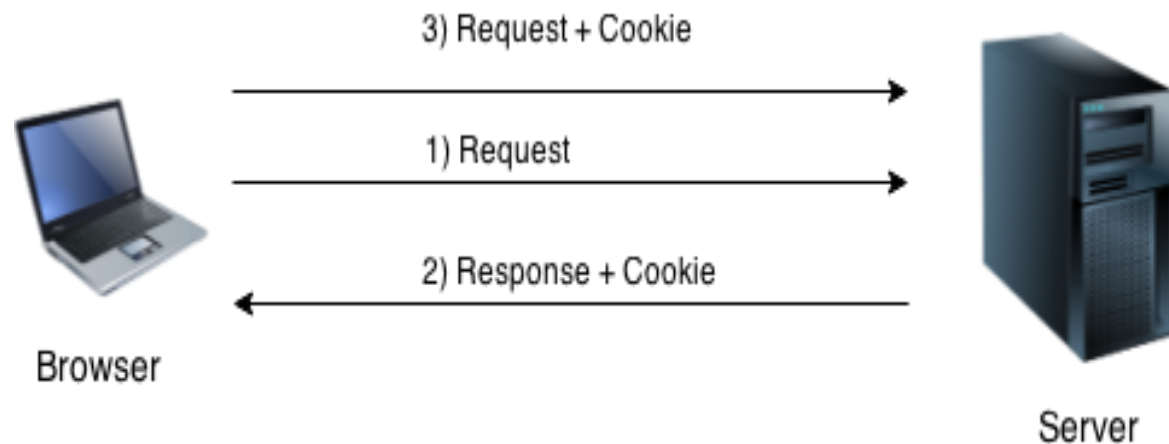 3) Request + Cookie
1) Request
2) Response + Cookie
Browser
Server